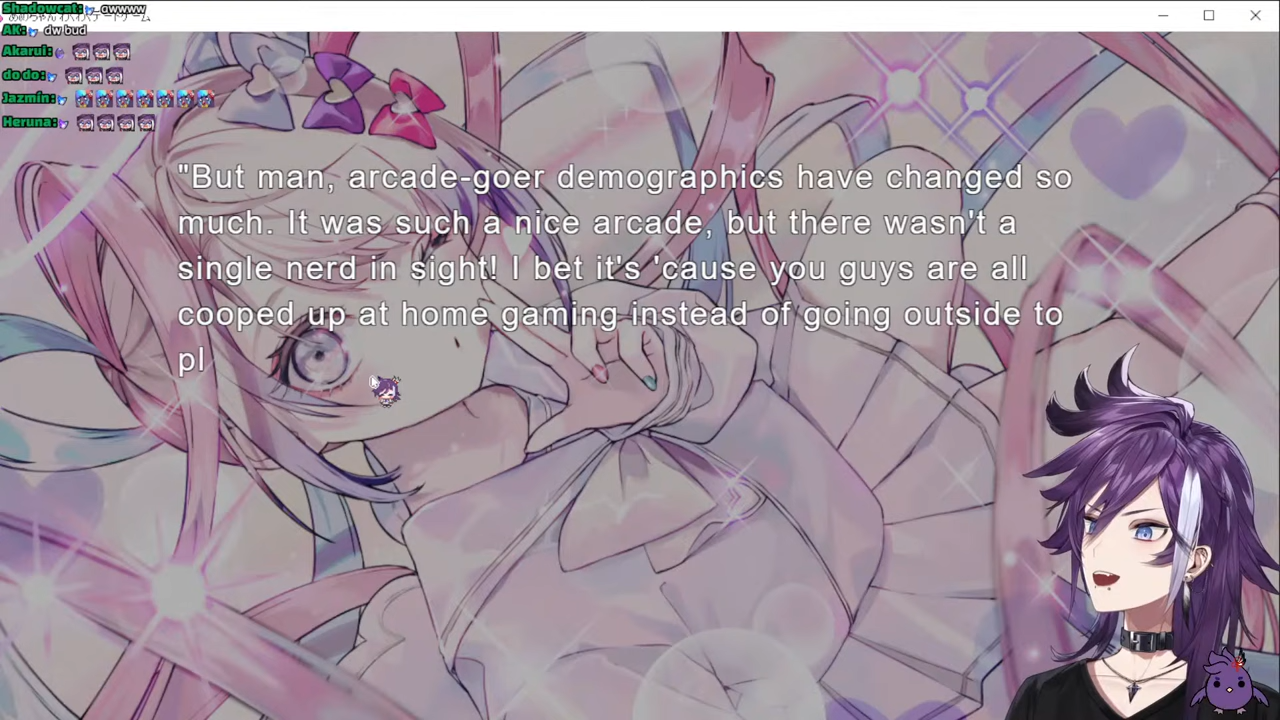 Shadowcat: awwww
AK: dw bud
Akarui:
do do:
Jazmín:
Heruna:
"But man, arcade-goer demographics have changed so
much. It was such a nice arcade, but there wasn't a
single nerd in sight! I bet it's 'cause you guys are all
cooped up at home gaming instead of going outside to
pl